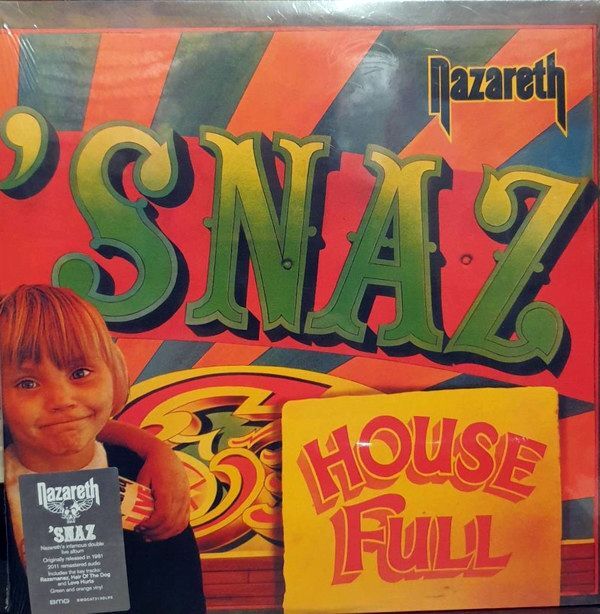 Nazareth
'SNAZ
HOUSE
FULL
Nazareth
'SNAZ
Nazareth's infamous double
live album
Originally released in 1981
2011 remastered audio
Includes the key tracks:
Razamanaz, Hair Of The Dog
and Love Hurts
Green and orange vinyl
BMG